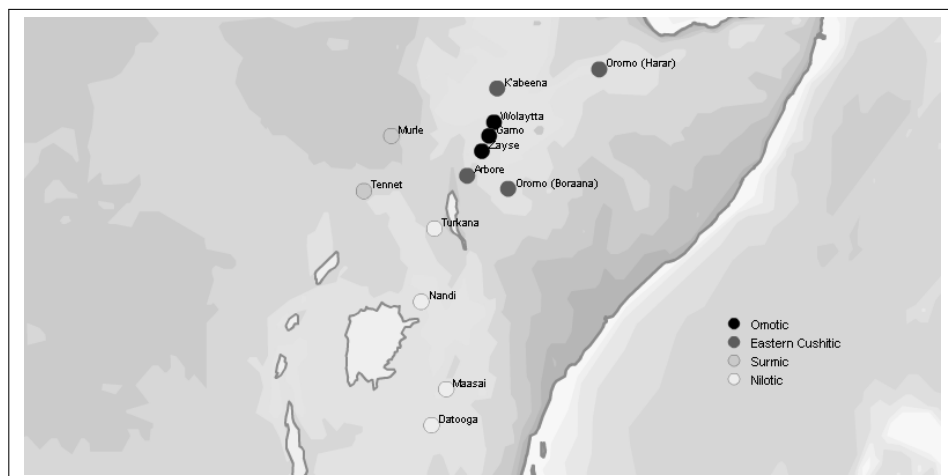 Oromo (Harar)
K'abeena
Wolaytta
Gamo
Zayse
Murle
Arbore
Oromo (Boraana)
Tennet
Turkana
Nandi
Maasai
Datooga
Omotic
Eastern Cushitic
Surmic
Nilotic